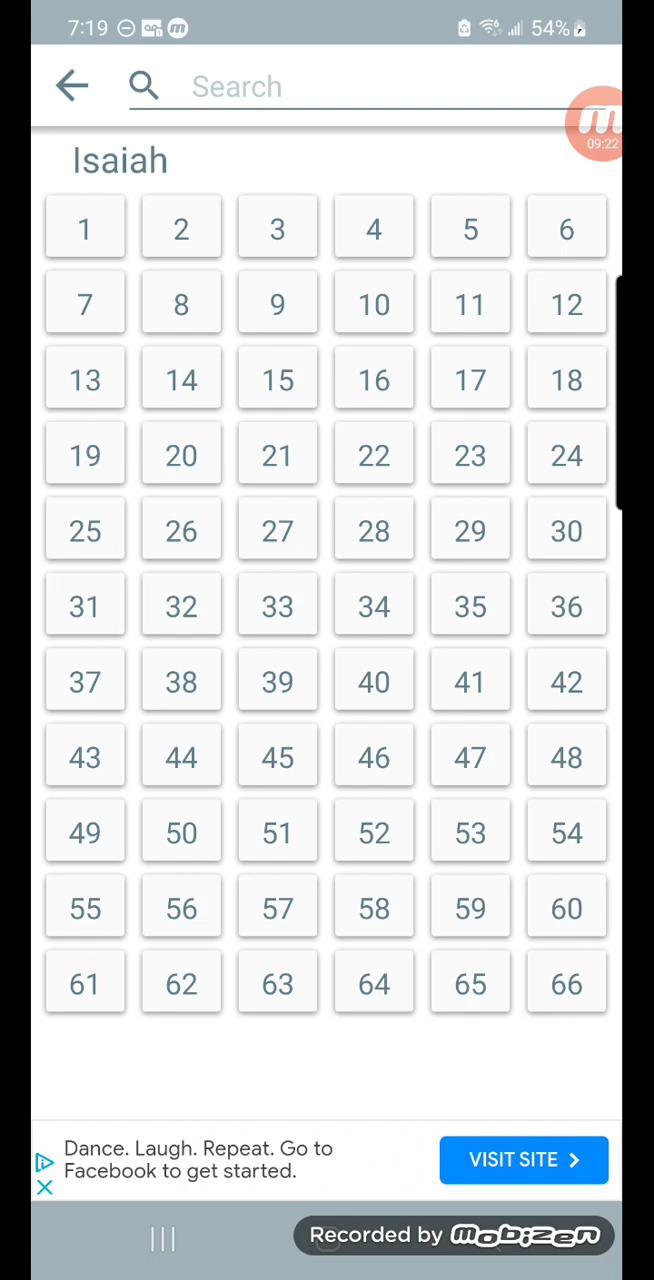 7:19 54%
Search
09:22
Isaiah
1 2 3 4 5 6
7 8 9 10 11 12
13 14 15 16 17 18
19 20 21 22 23 24
25 26 27 28 29 30
31 32 33 34 35 36
37 38 39 40 41 42
43 44 45 46 47 48
49 50 51 52 53 54
55 56 57 58 59 60
61 62 63 64 65 66
Dance. Laugh. Repeat. Go to
Facebook to get started.
VISIT SITE
Recorded by mobizen